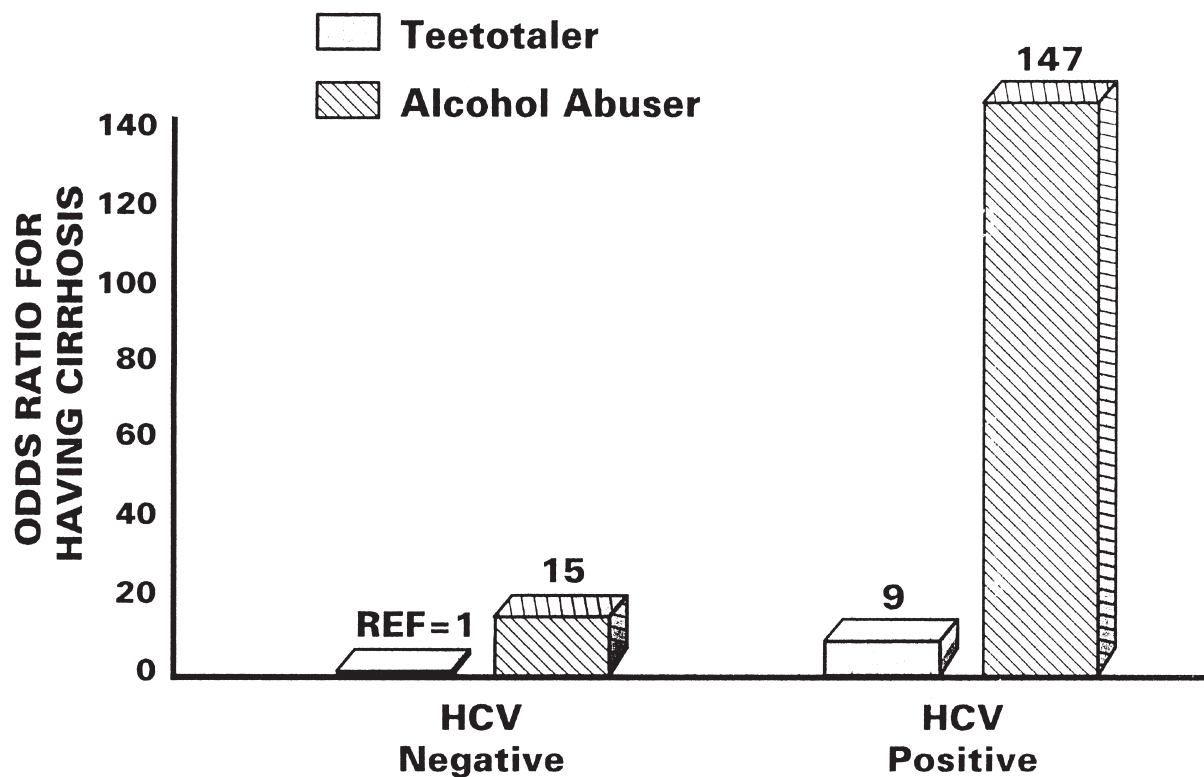 Teetotaler
Alcohol Abuser
ODDS RATIO FOR
HAVING CIRRHOSIS
140
120
100
80
60
40
20
0
REF=1
15
9
147
HCV
Negative
HCV
Positive